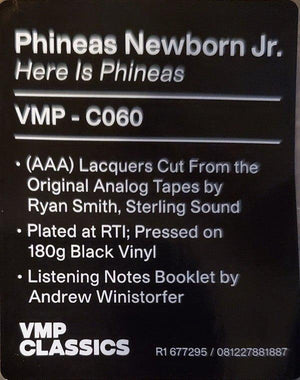 Phineas Newborn Jr.
Here Is Phineas
VMP - C060
• (AAA) Lacquers Cut From the
Original Analog Tapes by
Ryan Smith, Sterling Sound
• Plated at RTI; Pressed on
180g Black Vinyl
• Listening Notes Booklet by
Andrew Winistorfer
VMP
CLASSICS
R1 677295 / 081227881887